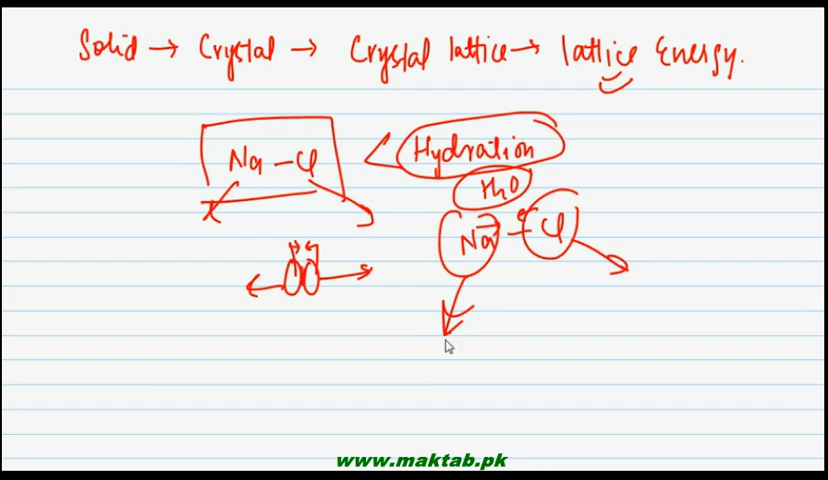 Solid → Crystal → Crystal lattice → lattice Energy.
Na - Cl < Hydration
H2O
Na - Cl
www.maktab.pk